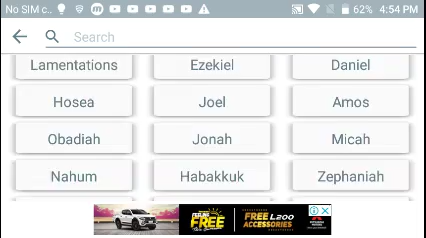 No SIM c.. 62% 4:54 PM
Search
Lamentations Ezekiel Daniel
Hosea Joel Amos
Obadiah Jonah Micah
Nahum Habakkuk Zephaniah
FEELING
FREE
FREE L200
ACCESSORIES